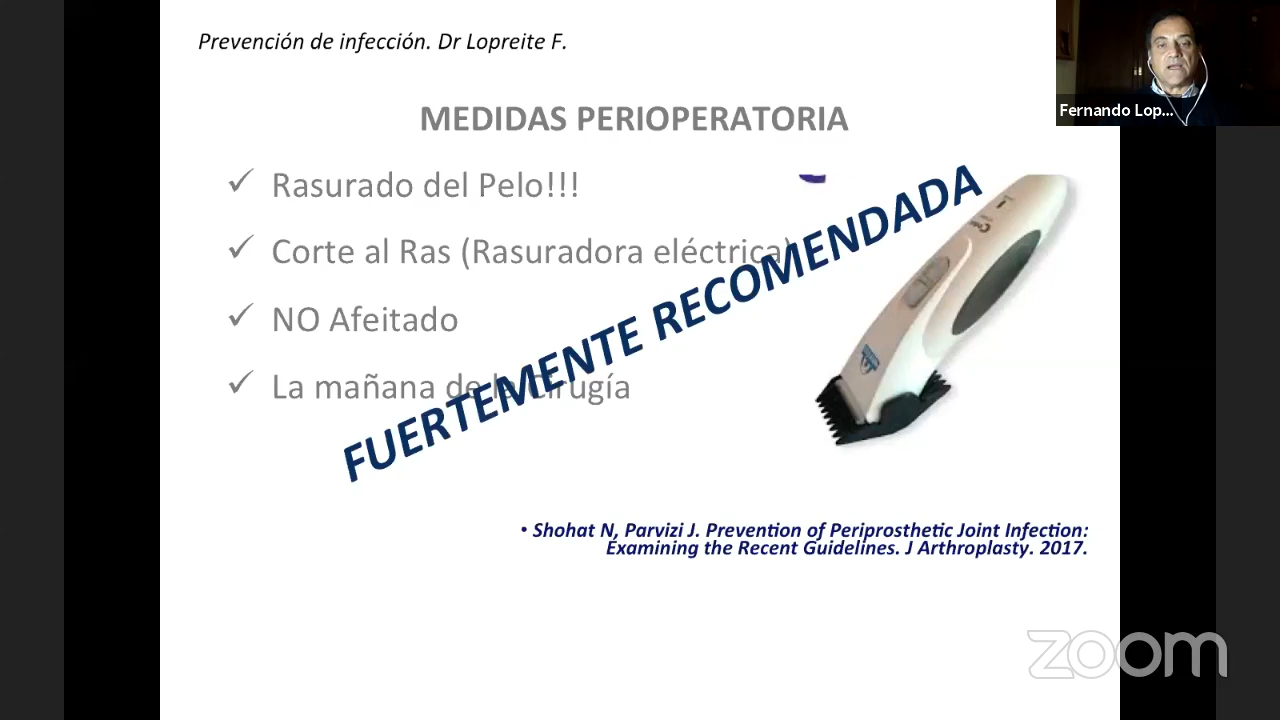 Prevención de infección. Dr Lopreite F.
Fernando Lop...
MEDIDAS PERIOPERATORIA
Rasurado del Pelo!!!
Corte al Ras (Rasuradora eléctrica)
NO Afeitado
La mañana de la Cirugía
FUERTEMENTE RECOMENDADA
• Shohat N, Parvizi J. Prevention of Periprosthetic Joint Infection:
Examining the Recent Guidelines. J Arthroplasty. 2017.
zoom